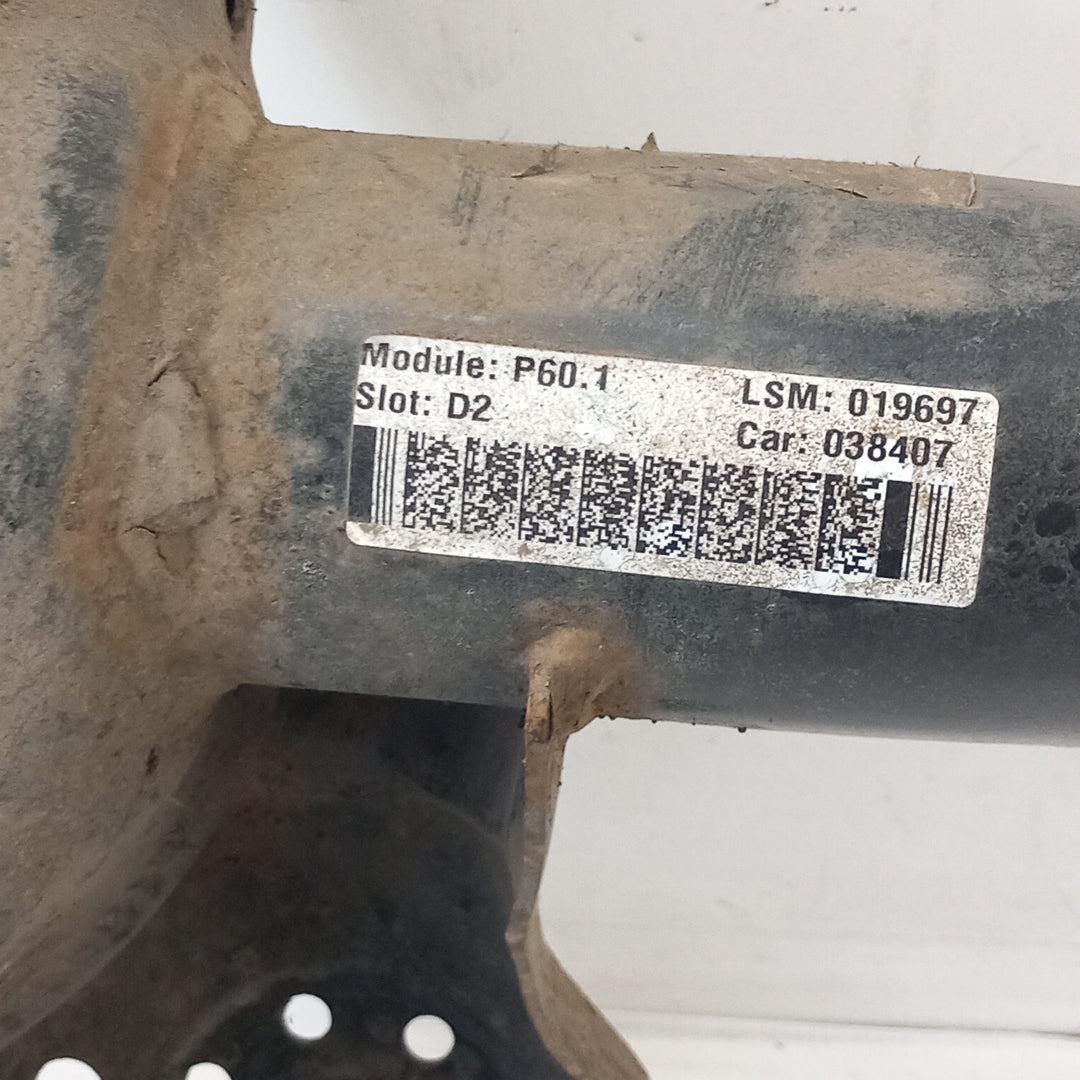 Module: P60.1
LSM: 019697
Slot: D2
Car: 038407